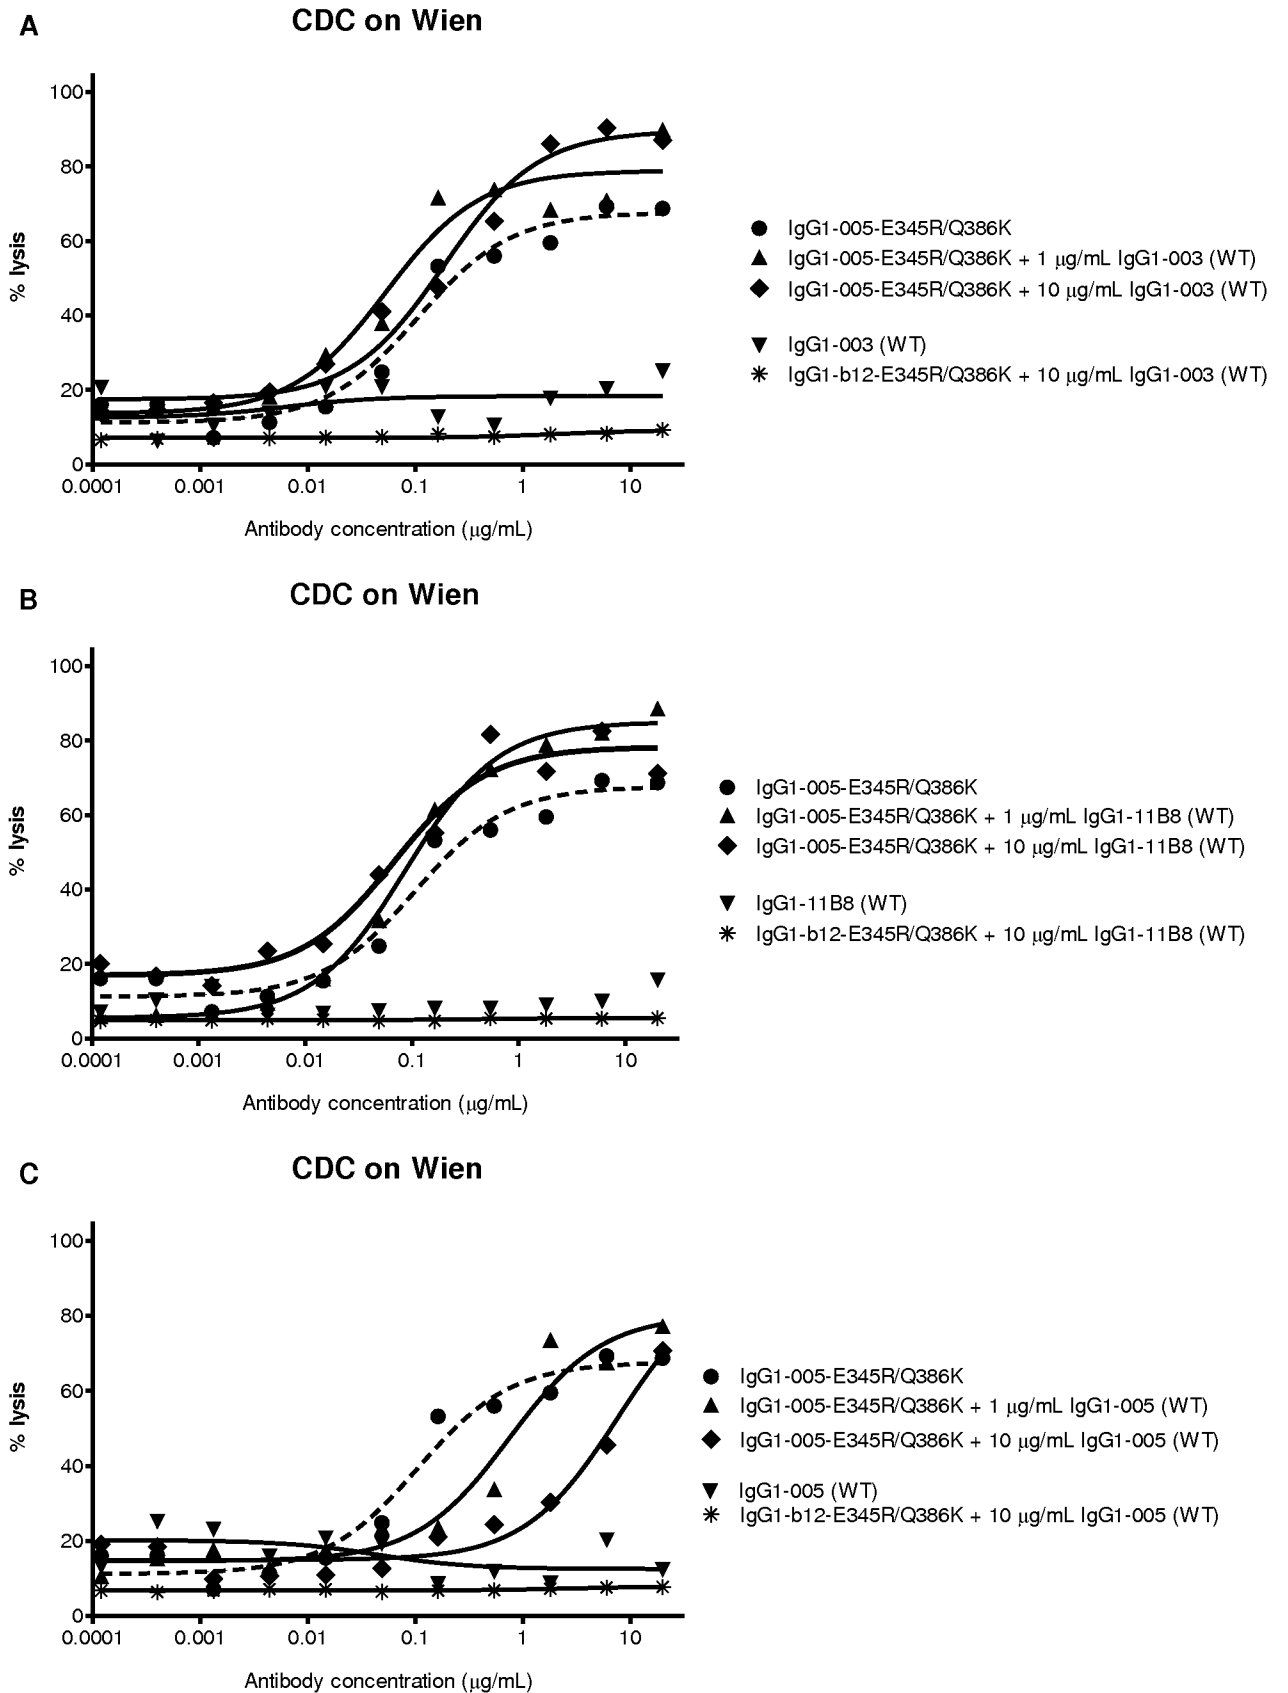 A
CDC on Wien
% lysis
100
80
60
40
20
0
0.0001 0.001 0.01 0.1 1 10
Antibody concentration (μg/mL)
IgG1-005-E345R/Q386K
IgG1-005-E345R/Q386K + 1 μg/mL IgG1-003 (WT)
IgG1-005-E345R/Q386K + 10 μg/mL IgG1-003 (WT)
IgG1-003 (WT)
IgG1-b12-E345R/Q386K + 10 μg/mL IgG1-003 (WT)
B
CDC on Wien
% lysis
100
80
60
40
20
0
0.0001 0.001 0.01 0.1 1 10
Antibody concentration (μg/mL)
IgG1-005-E345R/Q386K
IgG1-005-E345R/Q386K + 1 μg/mL IgG1-11B8 (WT)
IgG1-005-E345R/Q386K + 10 μg/mL IgG1-11B8 (WT)
IgG1-11B8 (WT)
IgG1-b12-E345R/Q386K + 10 μg/mL IgG1-11B8 (WT)
C
CDC on Wien
% lysis
100
80
60
40
20
0
0.0001 0.001 0.01 0.1 1 10
Antibody concentration (μg/mL)
IgG1-005-E345R/Q386K
IgG1-005-E345R/Q386K + 1 μg/mL IgG1-005 (WT)
IgG1-005-E345R/Q386K + 10 μg/mL IgG1-005 (WT)
IgG1-005 (WT)
IgG1-b12-E345R/Q386K + 10 μg/mL IgG1-005 (WT)